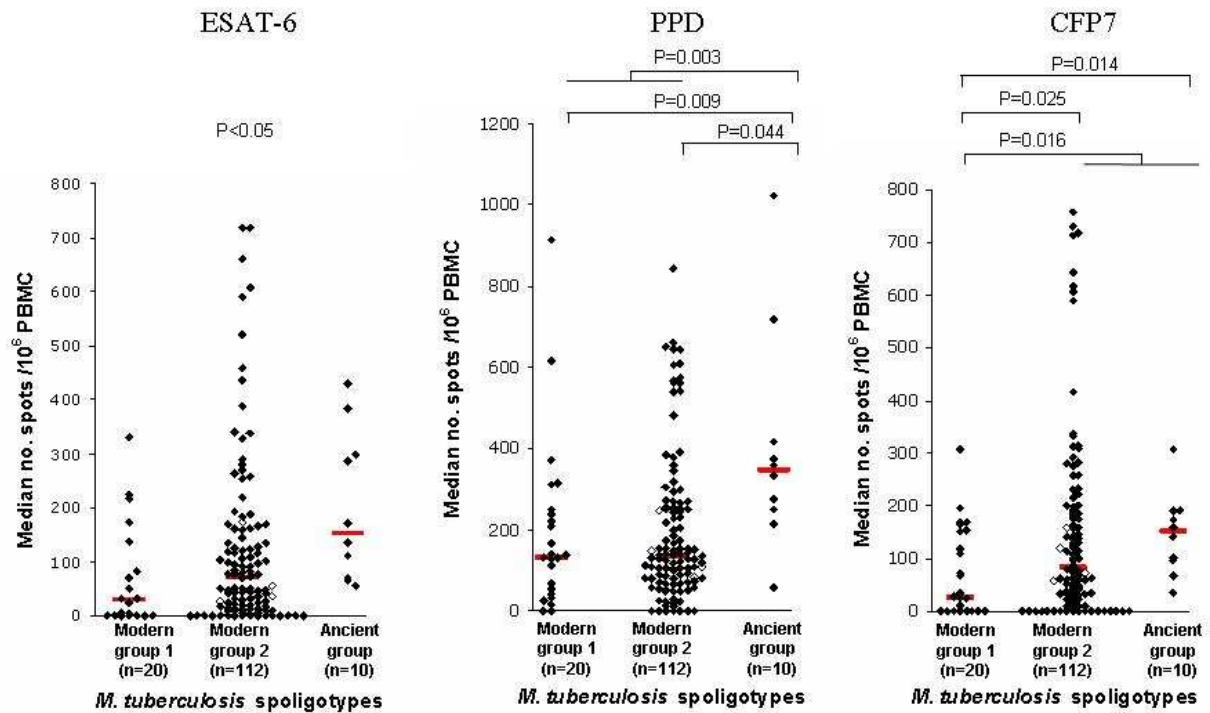 ESAT-6
P<0.05
800
700
600
500
400
300
200
100
0
Median no. spots /10⁶ PBMC
Modern group 1 (n=20)
Modern group 2 (n=112)
Ancient group (n=10)
M. tuberculosis spoligotypes
PPD
P=0.003
P=0.009
P=0.044
1200
1000
800
600
400
200
0
Median no. spots /10⁶ PBMC
Modern group 1 (n=20)
Modern group 2 (n=112)
Ancient group (n=10)
M. tuberculosis spoligotypes
CFP7
P=0.014
P=0.025
P=0.016
800
700
600
500
400
300
200
100
0
Median no. spots /10⁶ PBMC
Modern group 1 (n=20)
Modern group 2 (n=112)
Ancient group (n=10)
M. tuberculosis spoligotypes